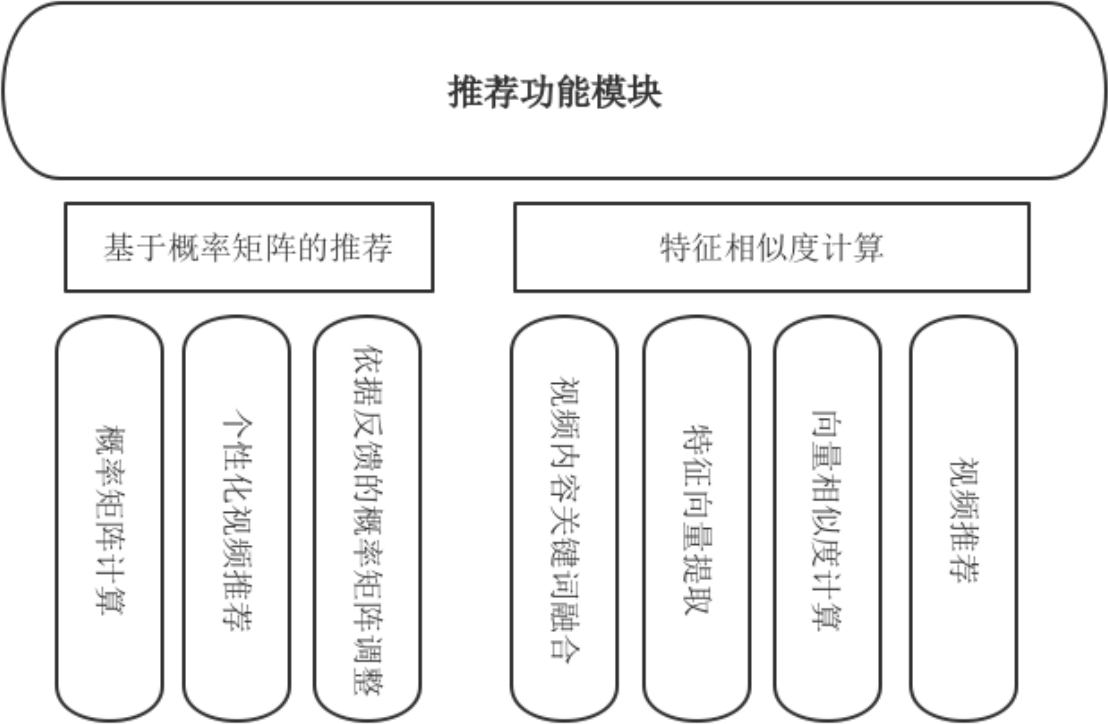 推荐功能模块
基于概率矩阵的推荐
特征相似度计算
概率矩阵计算
个性化视频推荐
依据反馈的概率矩阵调整
视频内容关键词融合
特征向量提取
向量相似度计算
视频推荐